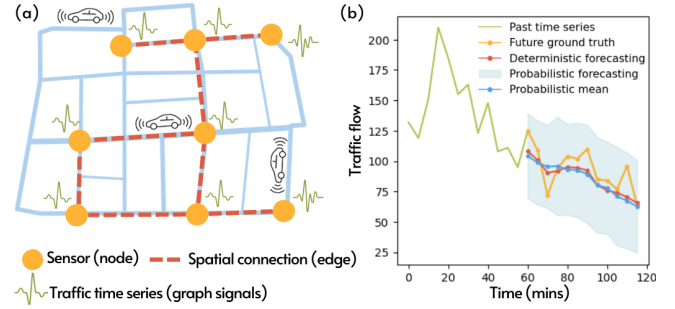 (a)
Sensor (node)
Spatial connection (edge)
Traffic time series (graph signals)
(b)
Past time series
Future ground truth
Deterministic forecasting
Probabilistic forecasting
Probabilistic mean
Traffic flow
200
175
150
125
100
75
50
25
0
20
40
60
80
100
120
Time (mins)